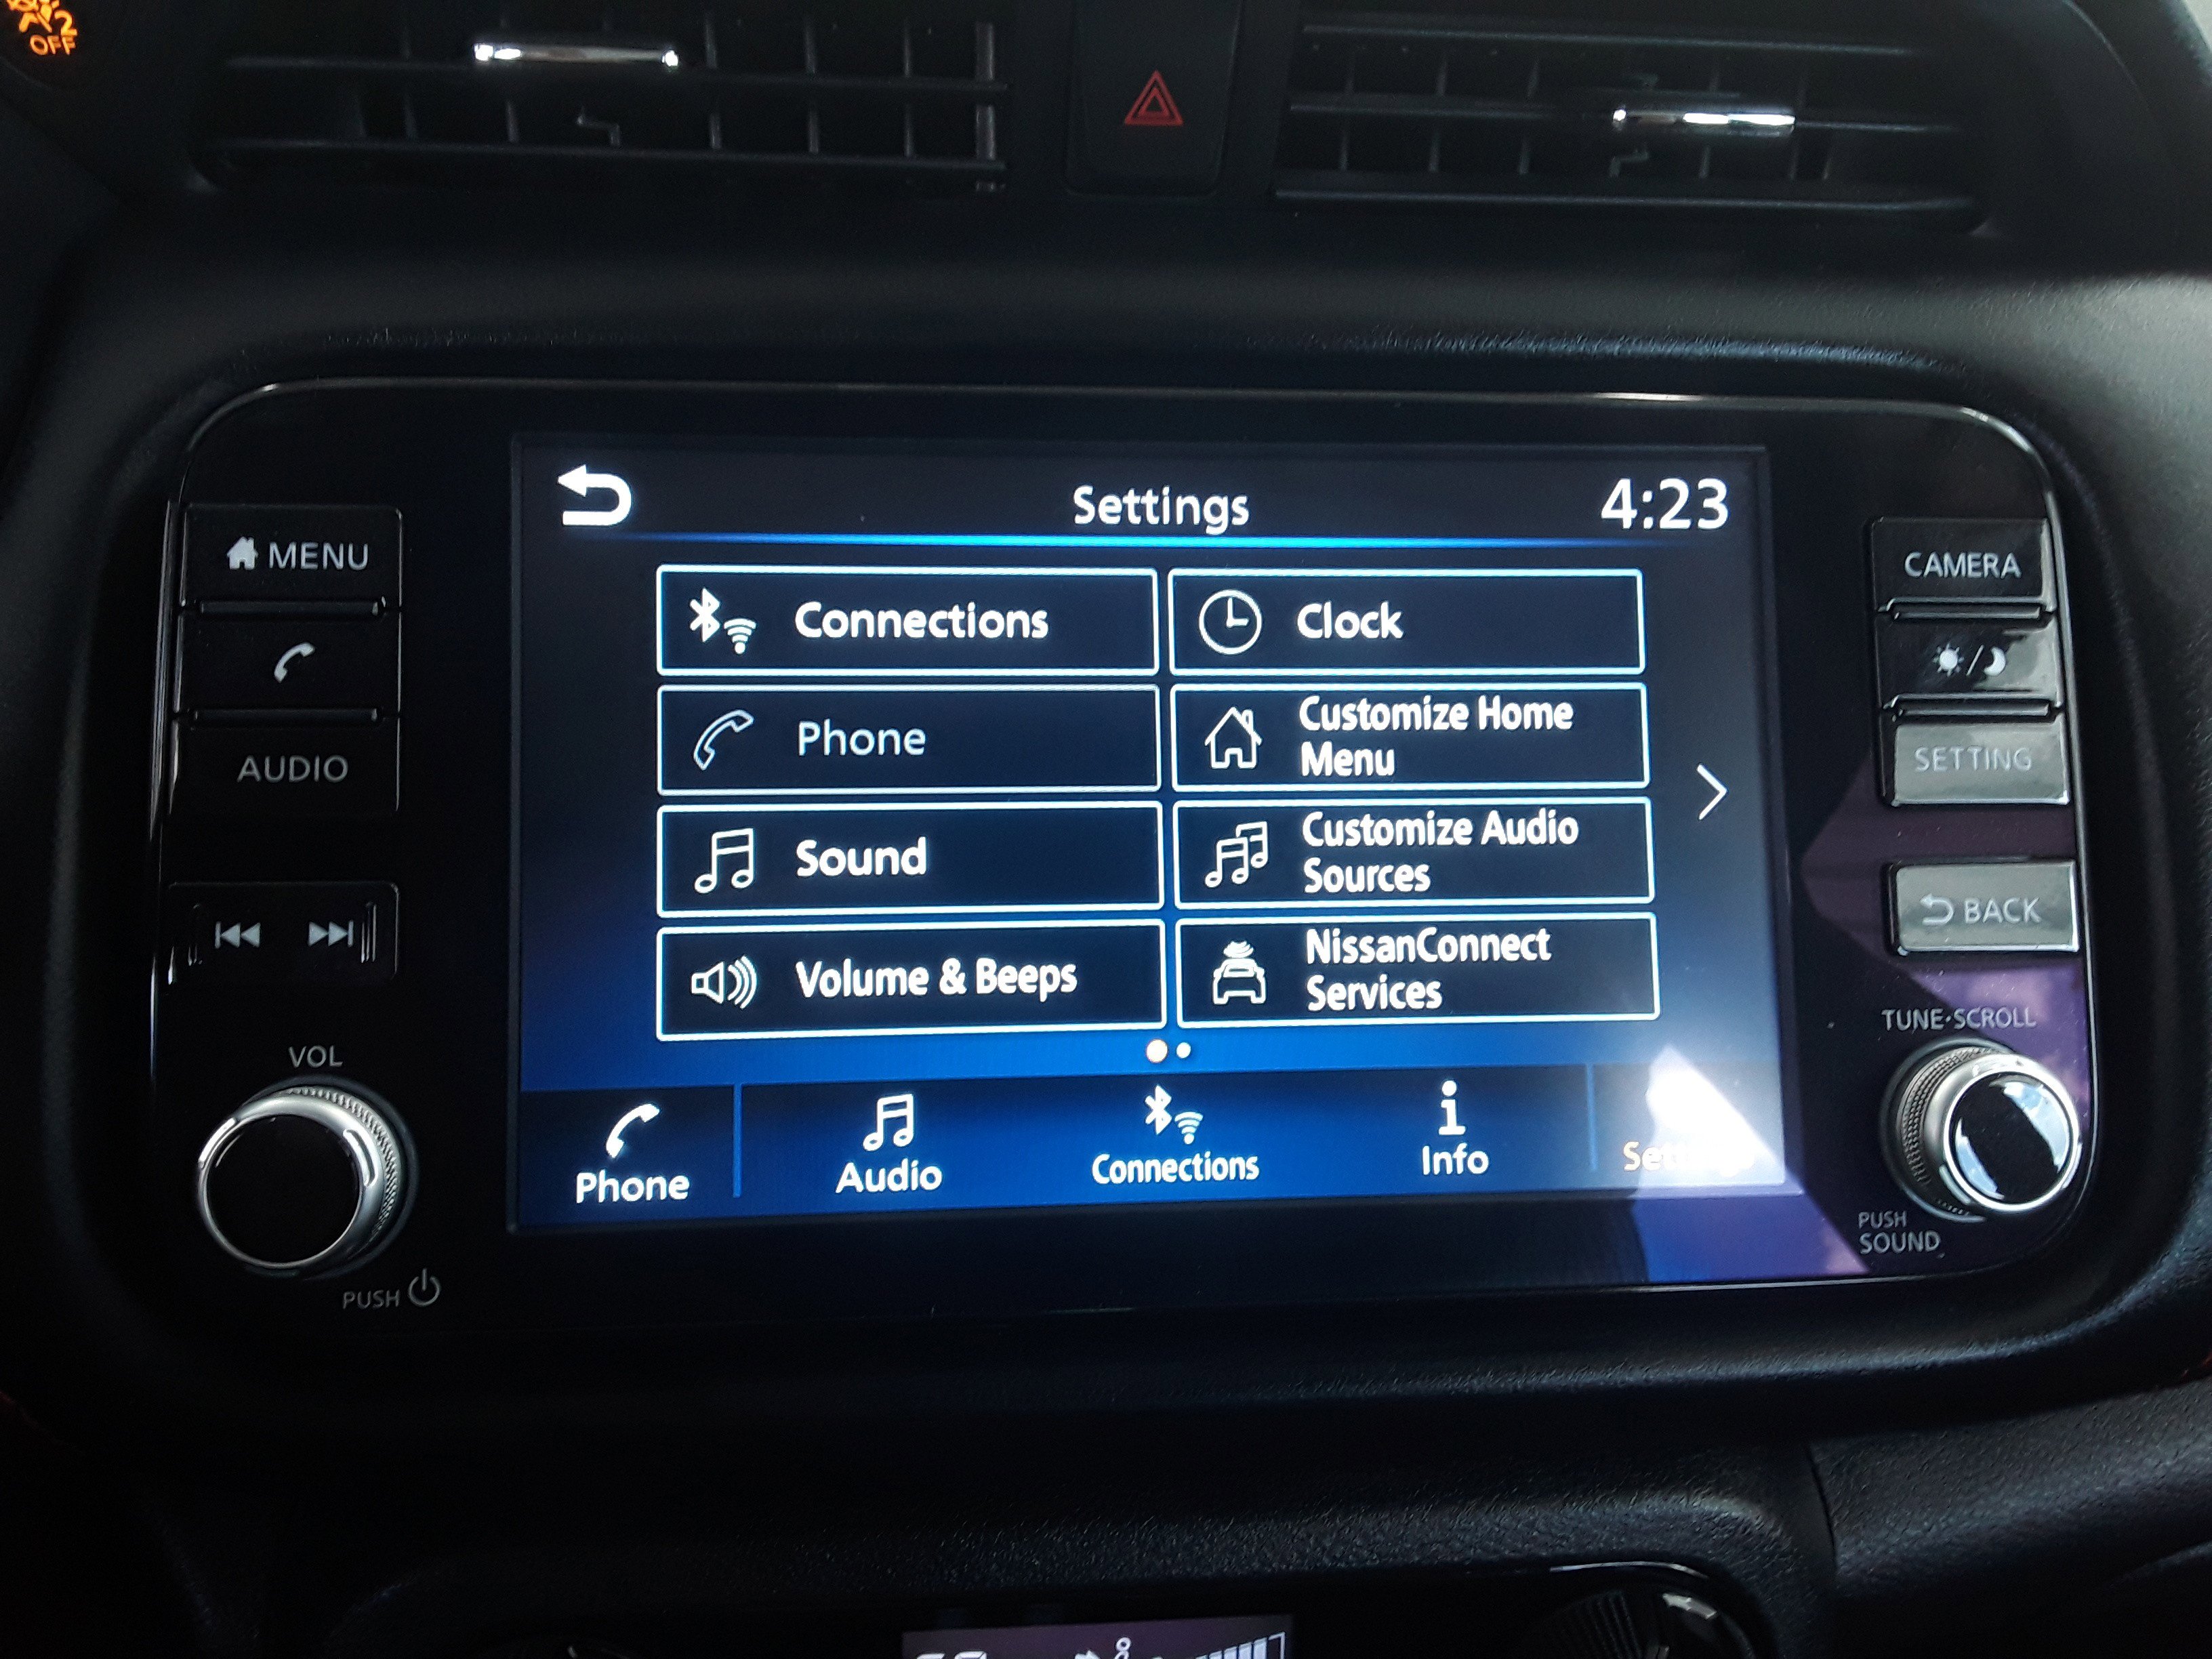 2
OFF
Settings
4:23
MENU
Connections
Clock
CAMERA
Phone
Customize Home
Menu
AUDIO
SETTING
Sound
Customize Audio
Sources
Volume & Beeps
NissanConnect
Services
BACK
VOL
TUNE·SCROLL
Phone
Audio
Connections
Info
PUSH
PUSH
SOUND